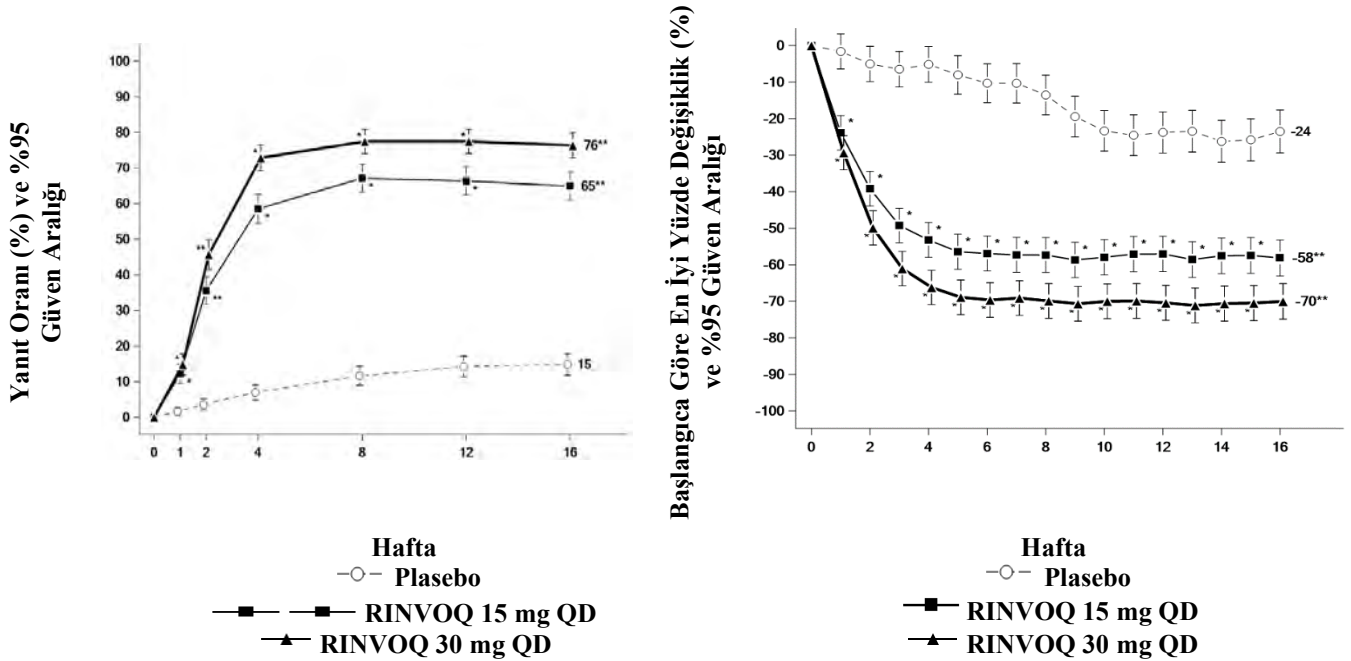 Yanıt Oranı (%) ve %95
Güven Aralığı
100
90
80
70
60
50
40
30
20
10
0
76**
65**
15
0 1 2 4 8 12 16
Hafta
Plasebo
RINVOQ 15 mg QD
RINVOQ 30 mg QD
Başlangıca Göre En İyi Yüzde Değişiklik (%)
ve %95 Güven Aralığı
0
-10
-20
-30
-40
-50
-60
-70
-80
-90
-100
-24
-58**
-70**
0 2 4 6 8 10 12 14 16
Hafta
Plasebo
RINVOQ 15 mg QD
RINVOQ 30 mg QD